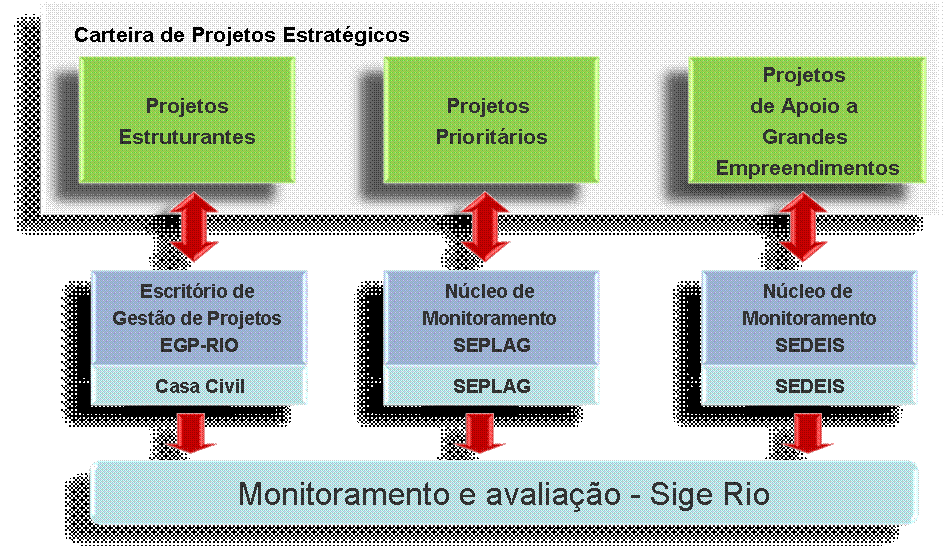 Carteira de Projetos Estratégicos
Projetos
Estruturantes
Projetos
Prioritários
Projetos
de Apoio a
Grandes
Empreendimentos
Escritório de
Gestão de Projetos
EGP-RIO
Casa Civil
Núcleo de
Monitoramento
SEPLAG
SEPLAG
Núcleo de
Monitoramento
SEDEIS
SEDEIS
Monitoramento e avaliação - Sige Rio